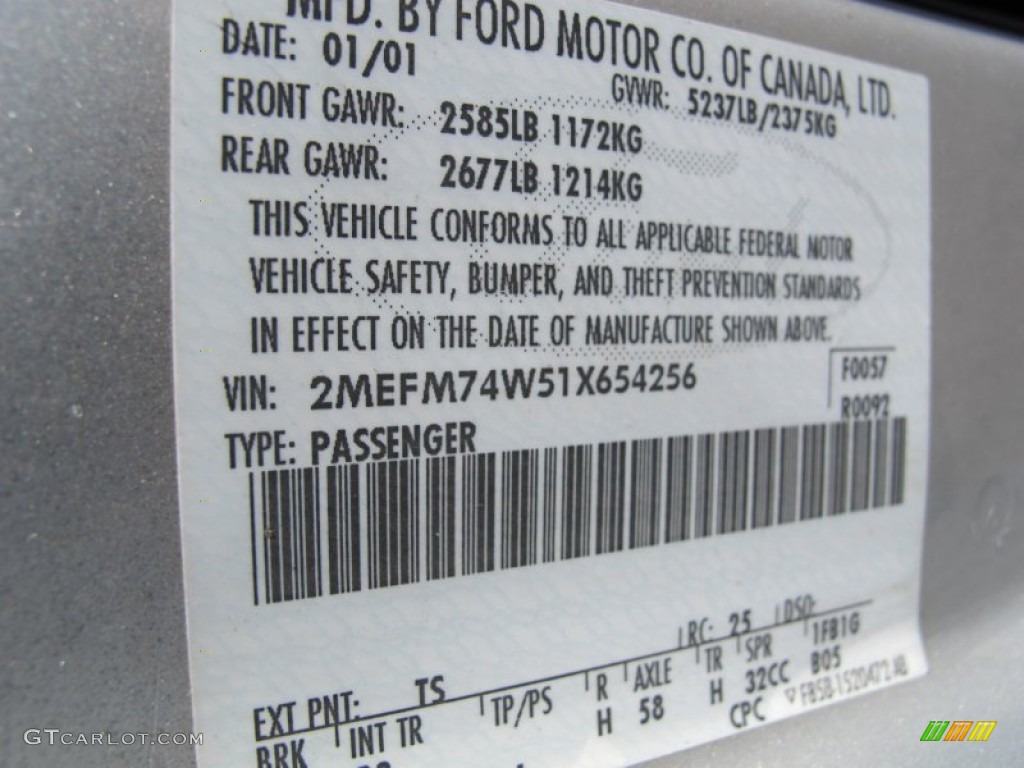 MFD. BY FORD MOTOR CO. OF CANADA, LTD.
DATE: 01/01
GVWR: 5237LB/2375KG
FRONT GAWR: 2585LB 1172KG
REAR GAWR: 2677LB 1214KG
THIS VEHICLE CONFORMS TO ALL APPLICABLE FEDERAL MOTOR
VEHICLE SAFETY, BUMPER, AND THEFT PREVENTION STANDARDS
IN EFFECT ON THE DATE OF MANUFACTURE SHOWN ABOVE.
VIN: 2MEFM74W51X654256
F0057
R0092
TYPE: PASSENGER
EXT PNT: TS RC: 25 DSO:
BRK INT TR TP/PS R AXLE TR SPR 1FB1G
H 58 H 32CC B05
CPC
GTCARLOT.COM